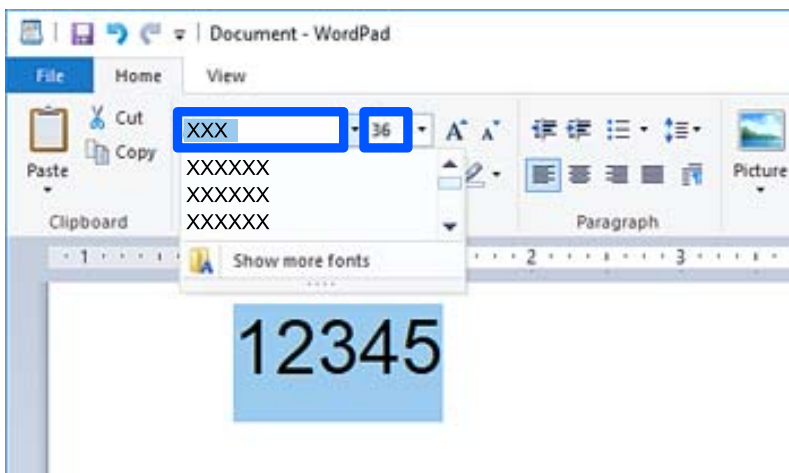 Document - WordPad
File Home View
Cut
XXX 36 A A
Copy
Paste
XXXXXX
XXXXXX
XXXXXX
Picture
Clipboard
Paragraph
Show more fonts
1 2 3
12345